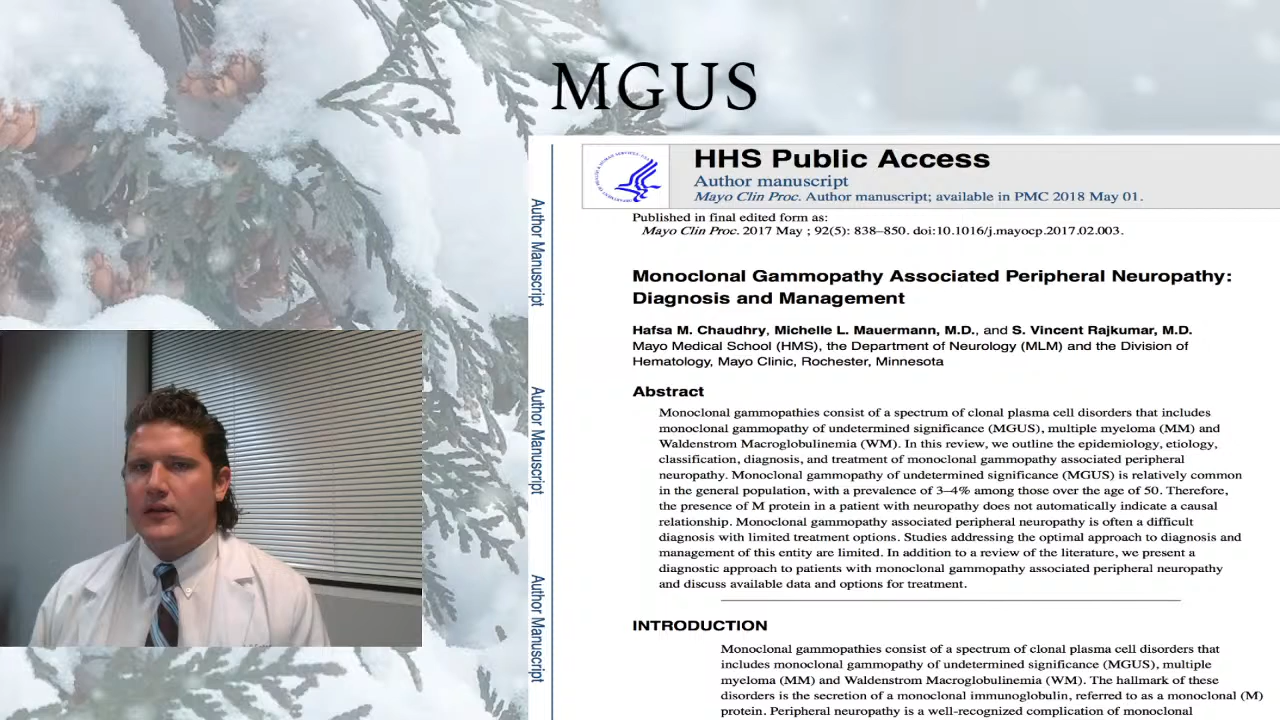 MGUS
HHS Public Access
Author manuscript
Mayo Clin Proc. Author manuscript; available in PMC 2018 May 01.
Published in final edited form as:
Mayo Clin Proc. 2017 May ; 92(5): 838–850. doi:10.1016/j.mayocp.2017.02.003.
Monoclonal Gammopathy Associated Peripheral Neuropathy:
Diagnosis and Management
Hafsa M. Chaudhry, Michelle L. Mauermann, M.D., and S. Vincent Rajkumar, M.D.
Mayo Medical School (HMS), the Department of Neurology (MLM) and the Division of
Hematology, Mayo Clinic, Rochester, Minnesota
Abstract
Monoclonal gammopathies consist of a spectrum of clonal plasma cell disorders that includes
monoclonal gammopathy of undetermined significance (MGUS), multiple myeloma (MM) and
Waldenstrom Macroglobulinemia (WM). In this review, we outline the epidemiology, etiology,
classification, diagnosis, and treatment of monoclonal gammopathy associated peripheral
neuropathy. Monoclonal gammopathy of undetermined significance (MGUS) is relatively common
in the general population, with a prevalence of 3–4% among those over the age of 50. Therefore,
the presence of M protein in a patient with neuropathy does not automatically indicate a causal
relationship. Monoclonal gammopathy associated peripheral neuropathy is often a difficult
diagnosis with limited treatment options. Studies addressing the optimal approach to diagnosis and
management of this entity are limited. In addition to a review of the literature, we present a
diagnostic approach to patients with monoclonal gammopathy associated peripheral neuropathy
and discuss available data and options for treatment.
INTRODUCTION
Monoclonal gammopathies consist of a spectrum of clonal plasma cell disorders that
includes monoclonal gammopathy of undetermined significance (MGUS), multiple
myeloma (MM) and Waldenstrom Macroglobulinemia (WM). The hallmark of these
disorders is the secretion of a monoclonal immunoglobulin, referred to as a monoclonal (M)
protein. Peripheral neuropathy is a well-recognized complication of monoclonal
Author Manuscript
Author Manuscript
Author Manuscript